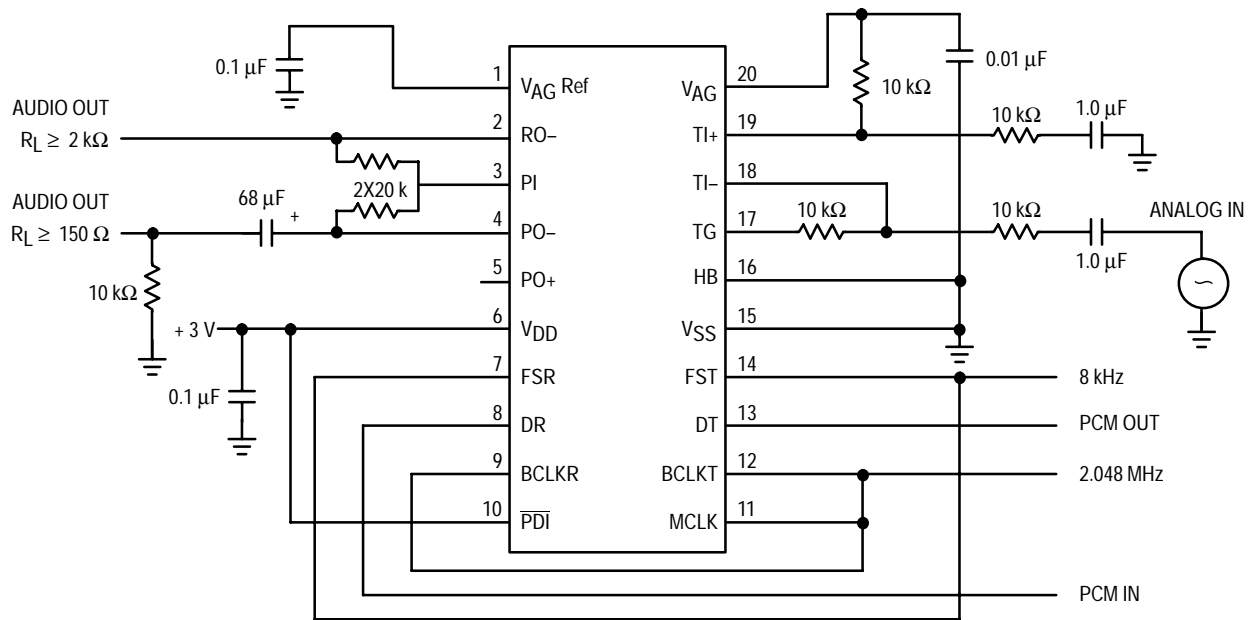 0.1 µF
1
V_AG Ref
V_AG
20
0.01 µF
10 kΩ
AUDIO OUT
R_L ≥ 2 kΩ
2
RO–
TI+
19
10 kΩ
1.0 µF
3
PI
TI–
18
2X20 k
AUDIO OUT
R_L ≥ 150 Ω
68 µF
+
4
PO–
TG
17
10 kΩ
10 kΩ
1.0 µF
ANALOG IN
~
10 kΩ
5
PO+
HB
16
+ 3 V
6
V_DD
V_SS
15
0.1 µF
7
FSR
FST
14
8 kHz
8
DR
DT
13
PCM OUT
9
BCLKR
BCLKT
12
2.048 MHz
10
PDI
MCLK
11
PCM IN